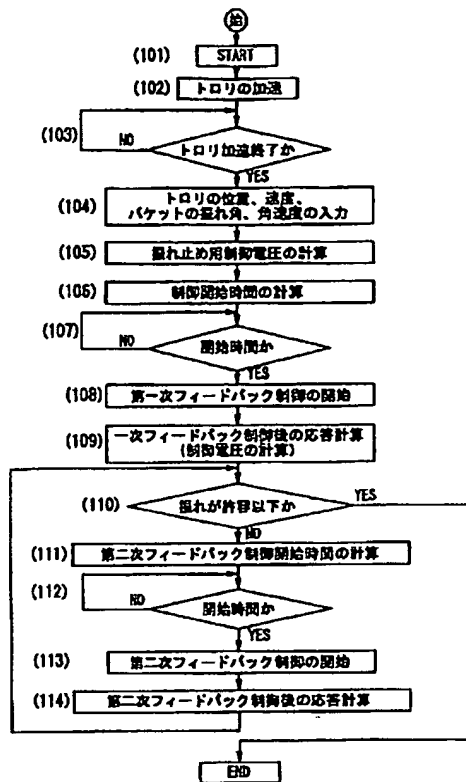 始
(101) START
(102) トロリの加速
(103) トロリ加速終了か
NO
YES
(104) トロリの位置、速度、
バケットの振れ角、角速度の入力
(105) 振れ止め用制御電圧の計算
(106) 制御開始時間の計算
(107) 開始時間か
NO
YES
(108) 第一次フィードバック制御の開始
(109) 一次フィードバック制御後の応答計算
(制御電圧の計算)
(110) 振れが許容以下か
YES
NO
(111) 第二次フィードバック制御開始時間の計算
(112) 開始時間か
NO
YES
(113) 第二次フィードバック制御の開始
(114) 第二次フィードバック制御後の応答計算
END